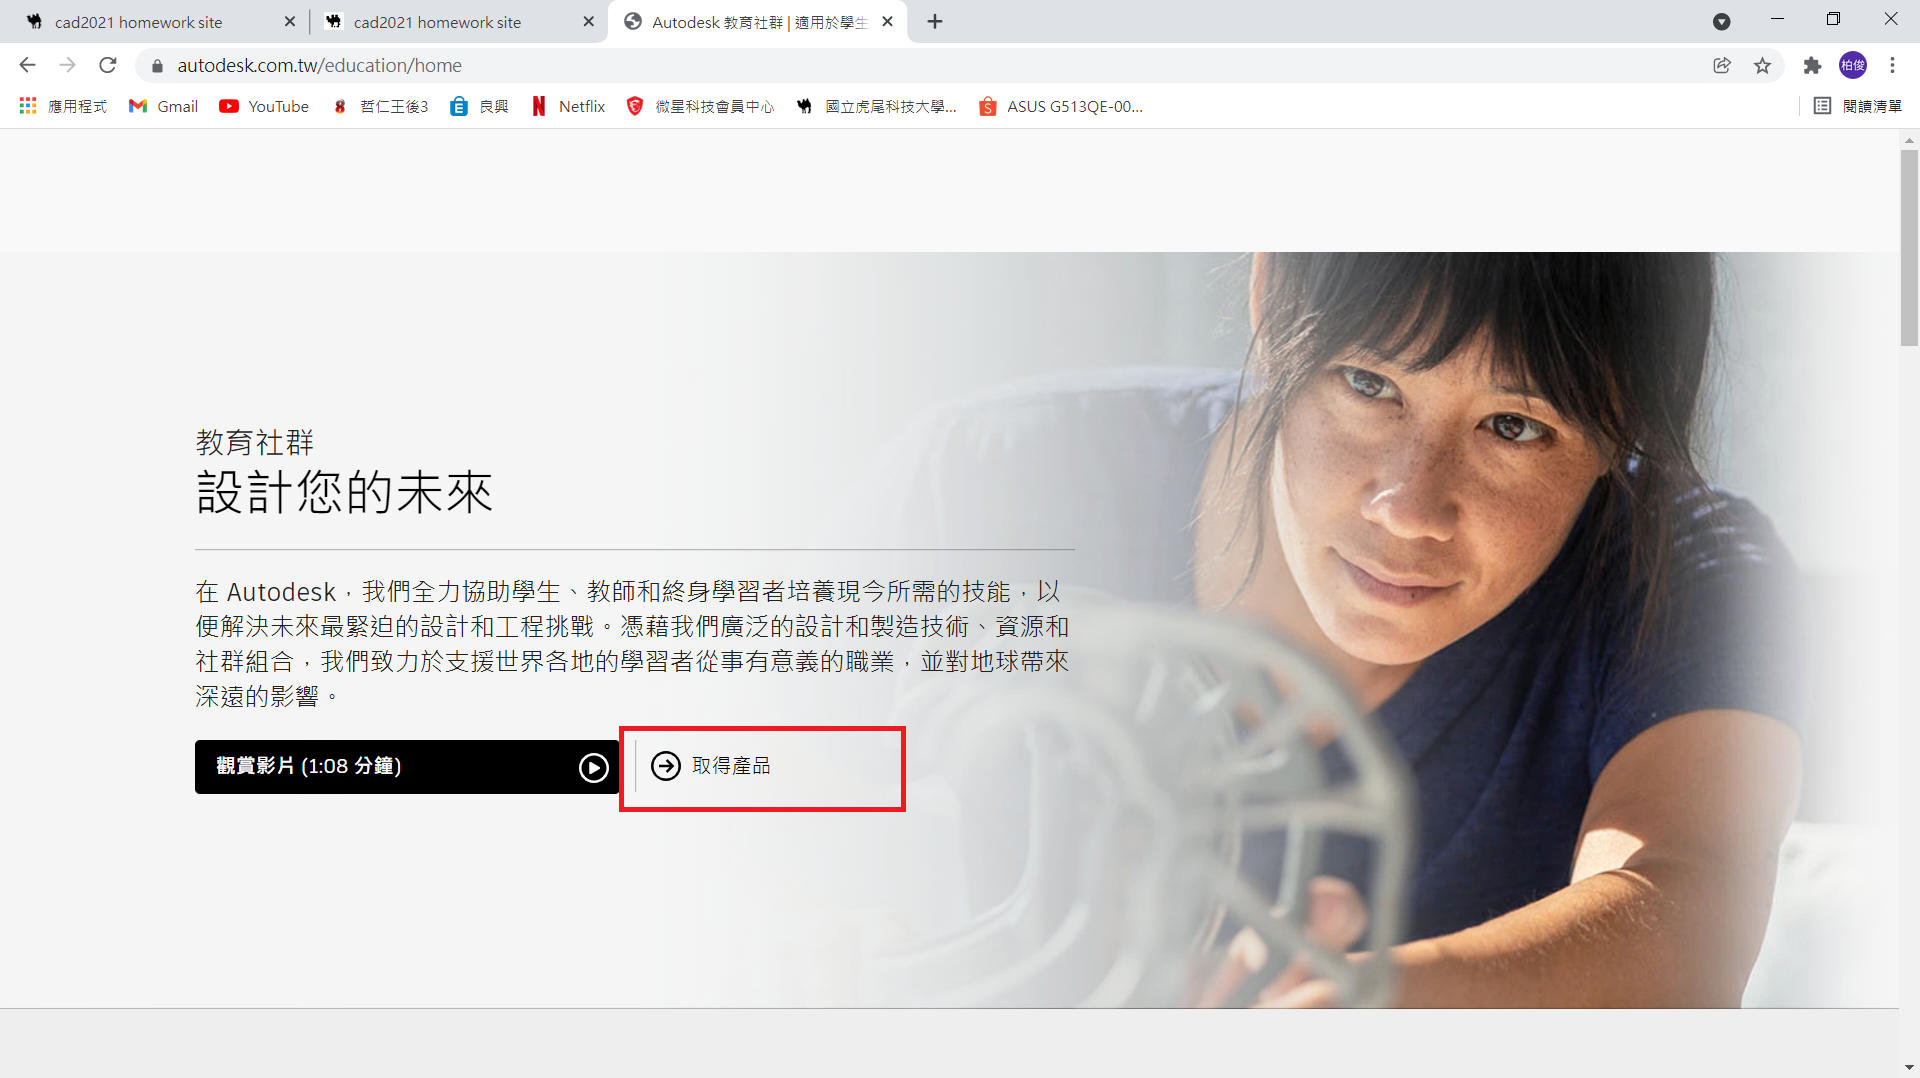 cad2021 homework site
cad2021 homework site
Autodesk 教育社群 | 適用於學生
autodesk.com.tw/education/home
柏俊
應用程式
Gmail
YouTube
哲仁王後3
良興
Netflix
微星科技會員中心
國立虎尾科技大學...
ASUS G513QE-00...
閱讀清單
教育社群
設計您的未來
在 Autodesk，我們全力協助學生、教師和終身學習者培養現今所需的技能，以
便解決未來最緊迫的設計和工程挑戰。憑藉我們廣泛的設計和製造技術、資源和
社群組合，我們致力於支援世界各地的學習者從事有意義的職業，並對地球帶來
深遠的影響。
觀賞影片 (1:08 分鐘)
取得產品